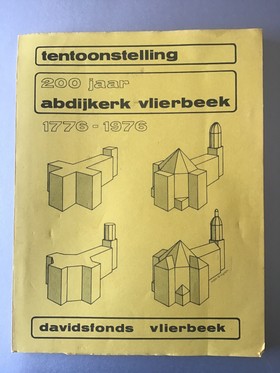 tentoonstelling
200 jaar
abdijkerk vlierbeek
1776-1976
davidsfonds vlierbeek